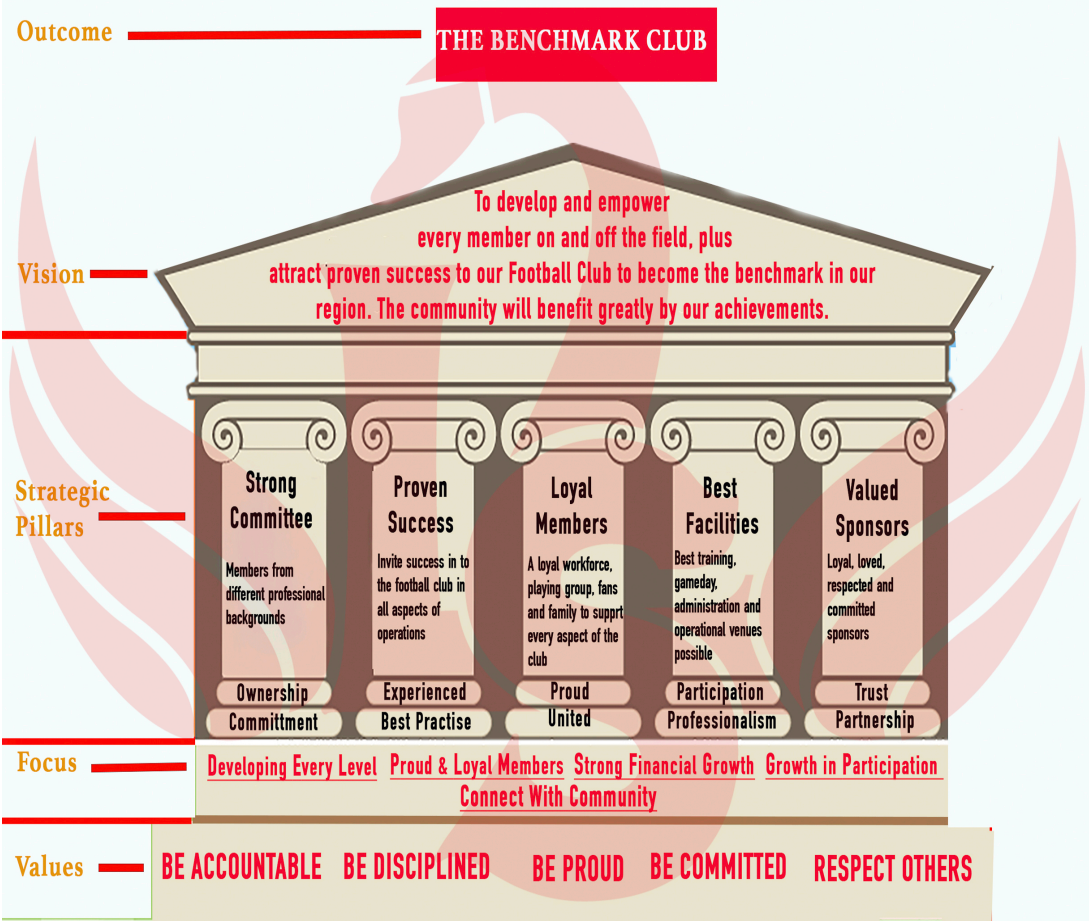 Outcome
THE BENCHMARK CLUB
To develop and empower
every member on and off the field, plus
Vision
attract proven success to our Football Club to become the benchmark in our
region. The community will benefit greatly by our achievements.
Strategic
Pillars
Strong
Committee
Members from
different professional
backgrounds
Ownership
Committment
Proven
Success
Invite success in to
the football club in
all aspects of
operations
Experienced
Best Practise
Loyal
Members
A loyal workforce,
playing group, fans
and family to supprt
every aspect of the
club
Proud
United
Best
Facilities
Best training,
gameday,
administration and
operational venues
possible
Participation
Professionalism
Valued
Sponsors
Loyal, loved,
respected and
committed
sponsors
Trust
Partnership
Focus
Developing Every Level Proud & Loyal Members Strong Financial Growth Growth in Participation
Connect With Community
Values
BE ACCOUNTABLE BE DISCIPLINED BE PROUD BE COMMITTED RESPECT OTHERS